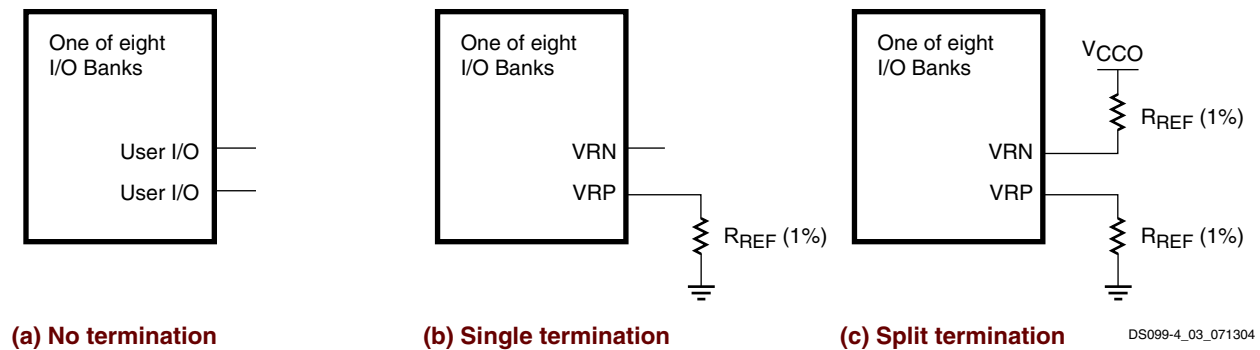 One of eight
I/O Banks
User I/O
User I/O
(a) No termination
One of eight
I/O Banks
VRN
VRP
RREF (1%)
(b) Single termination
One of eight
I/O Banks
VCCO
RREF (1%)
VRN
VRP
RREF (1%)
(c) Split termination
DS099-4_03_071304